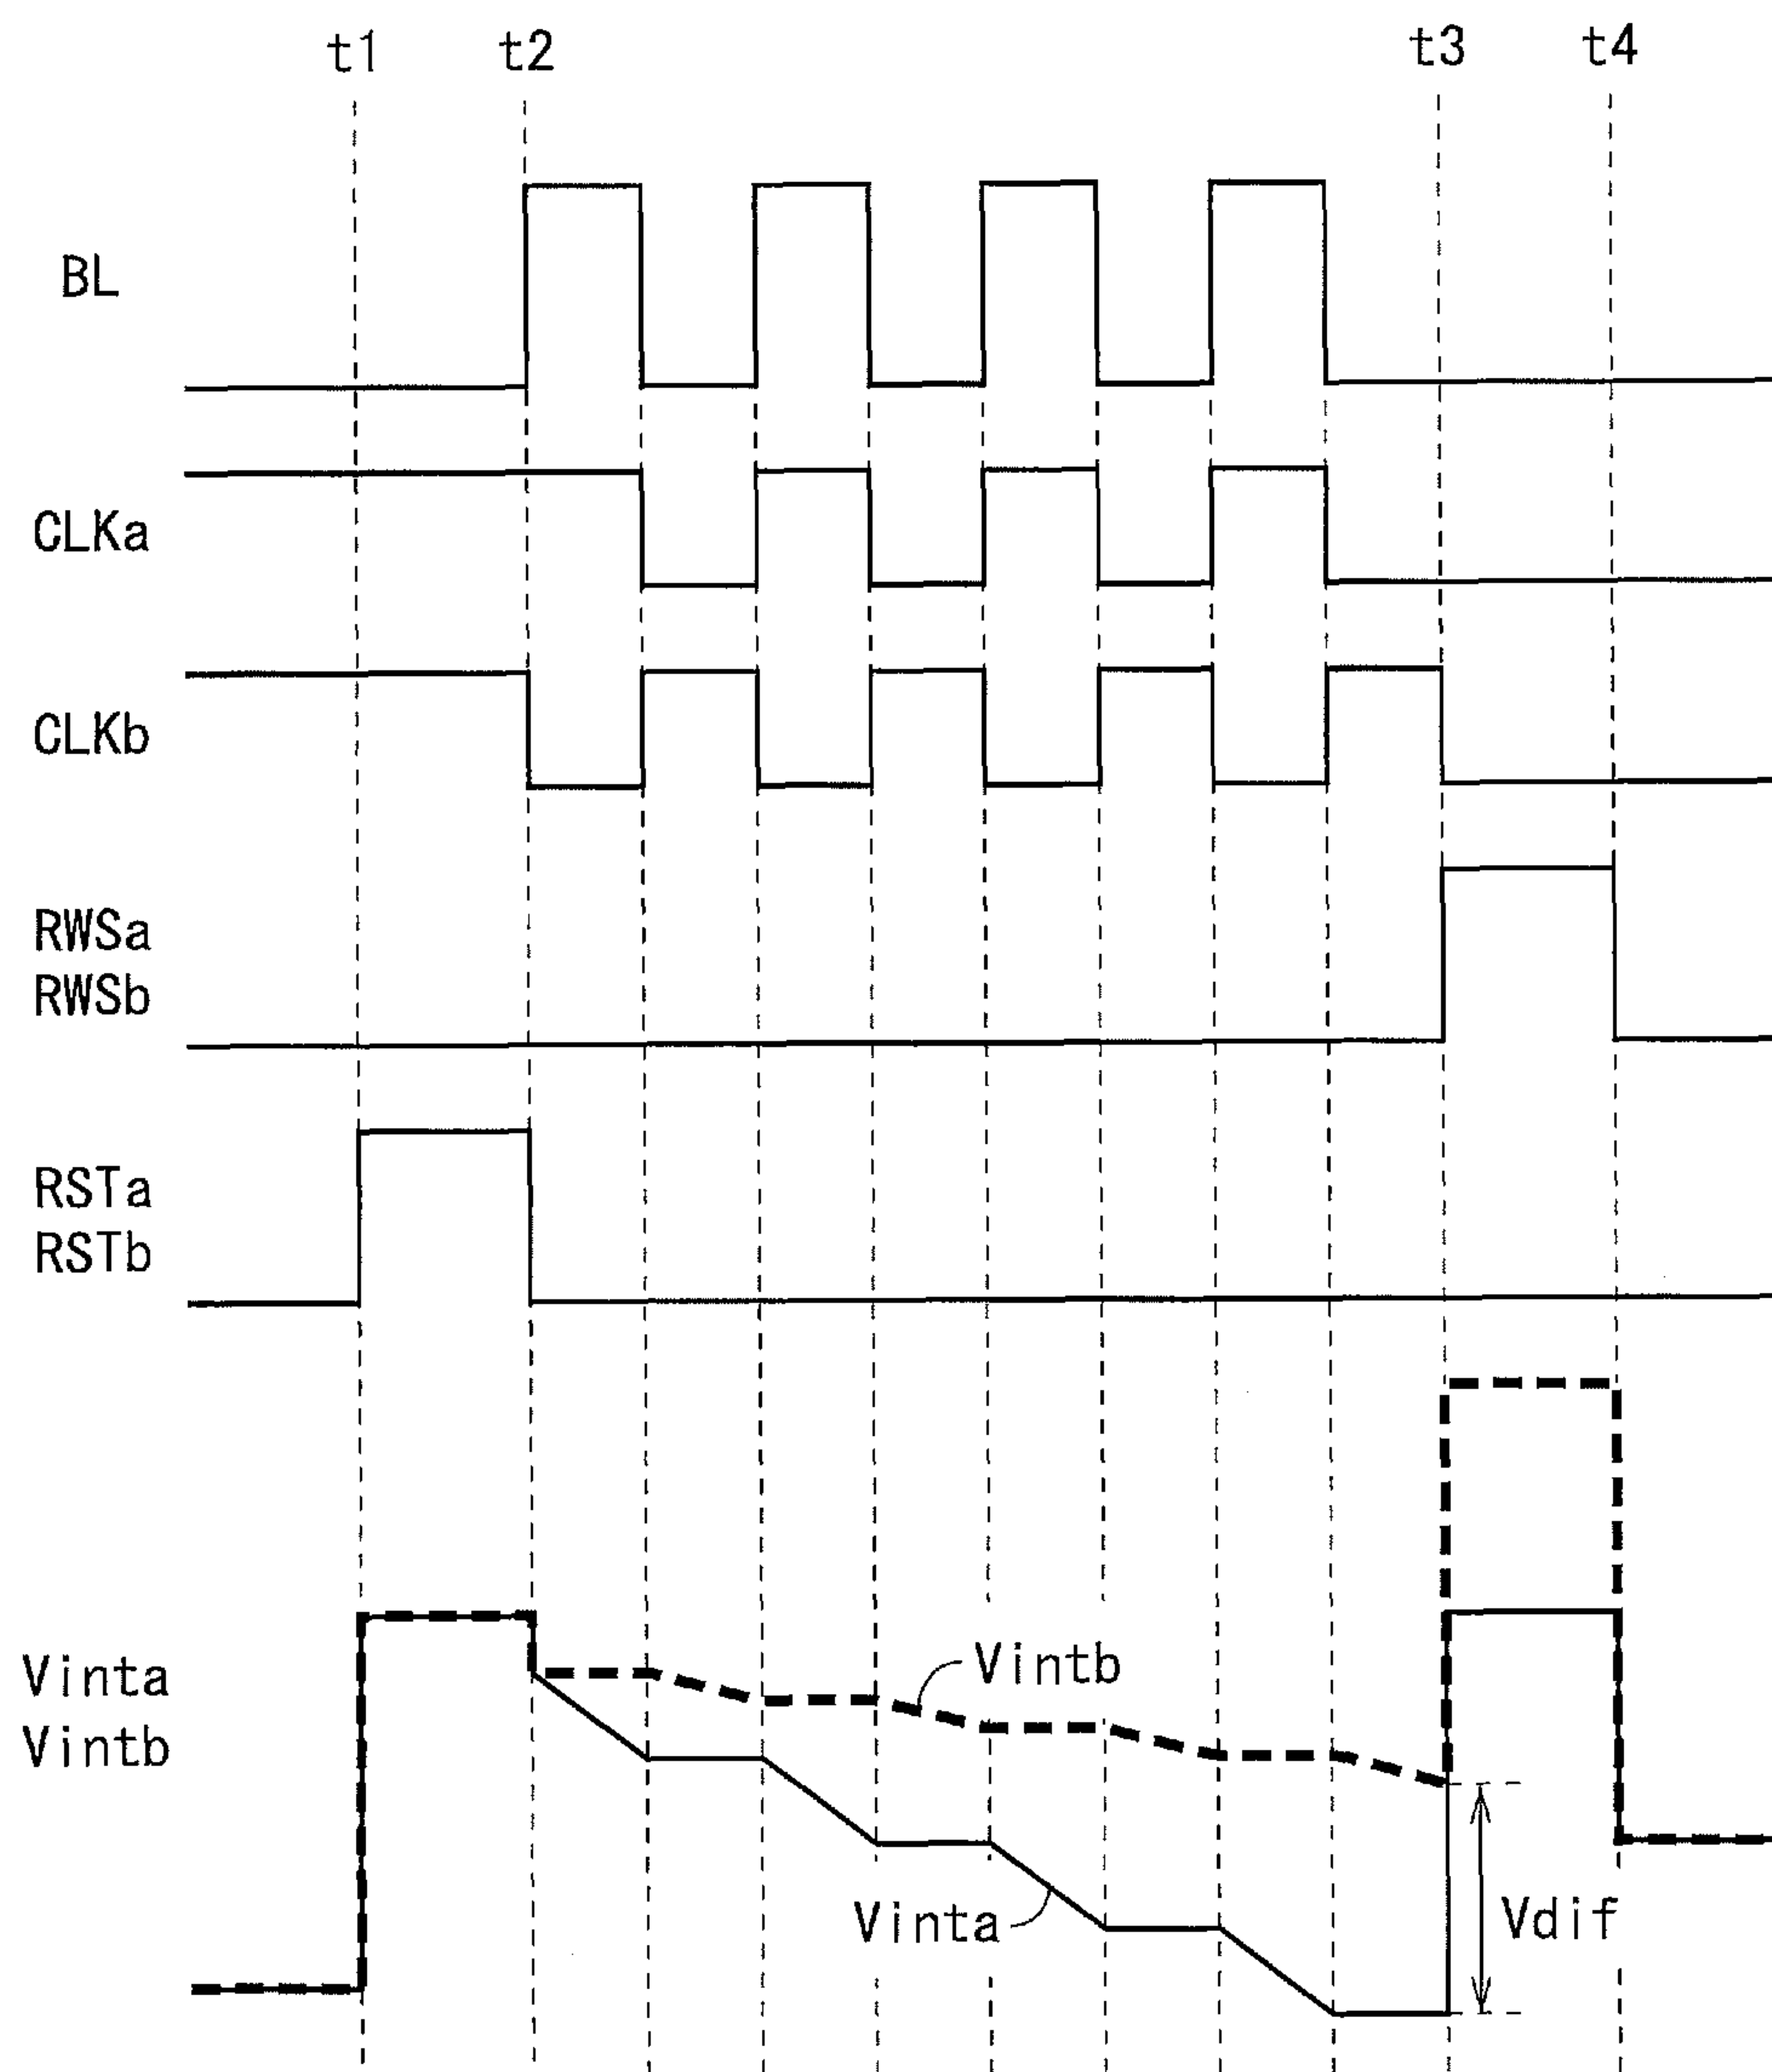 t1 t2 t3 t4
BL
CLKa
CLKb
RWSa
RWSb
RSTa
RSTb
Vintb
Vinta
Vintb
Vinta
Vdif